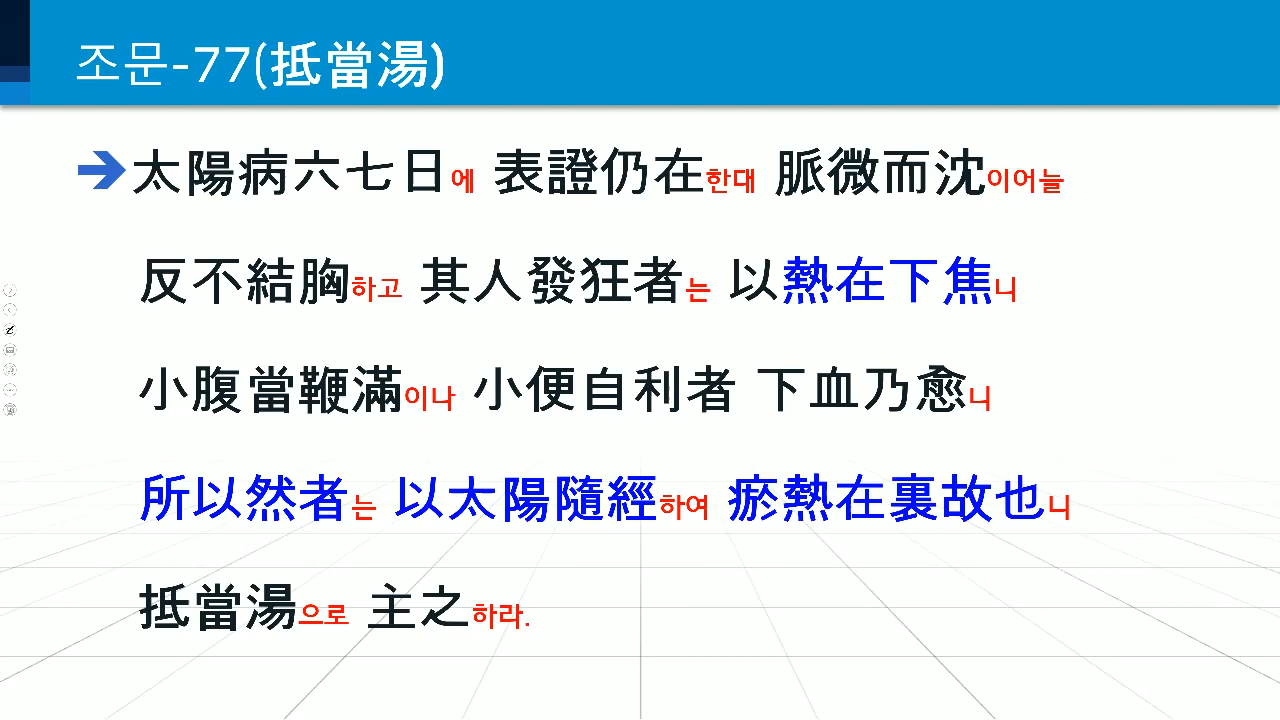 조문-77(抵當湯)
太陽病六七日에 表證仍在한대 脈微而沈이어늘
反不結胸하고 其人發狂者는 以熱在下焦니
小腹當鞭滿이나 小便自利者 下血乃愈니
所以然者는 以太陽隨經하여 瘀熱在裏故也니
抵當湯으로 主之하라.